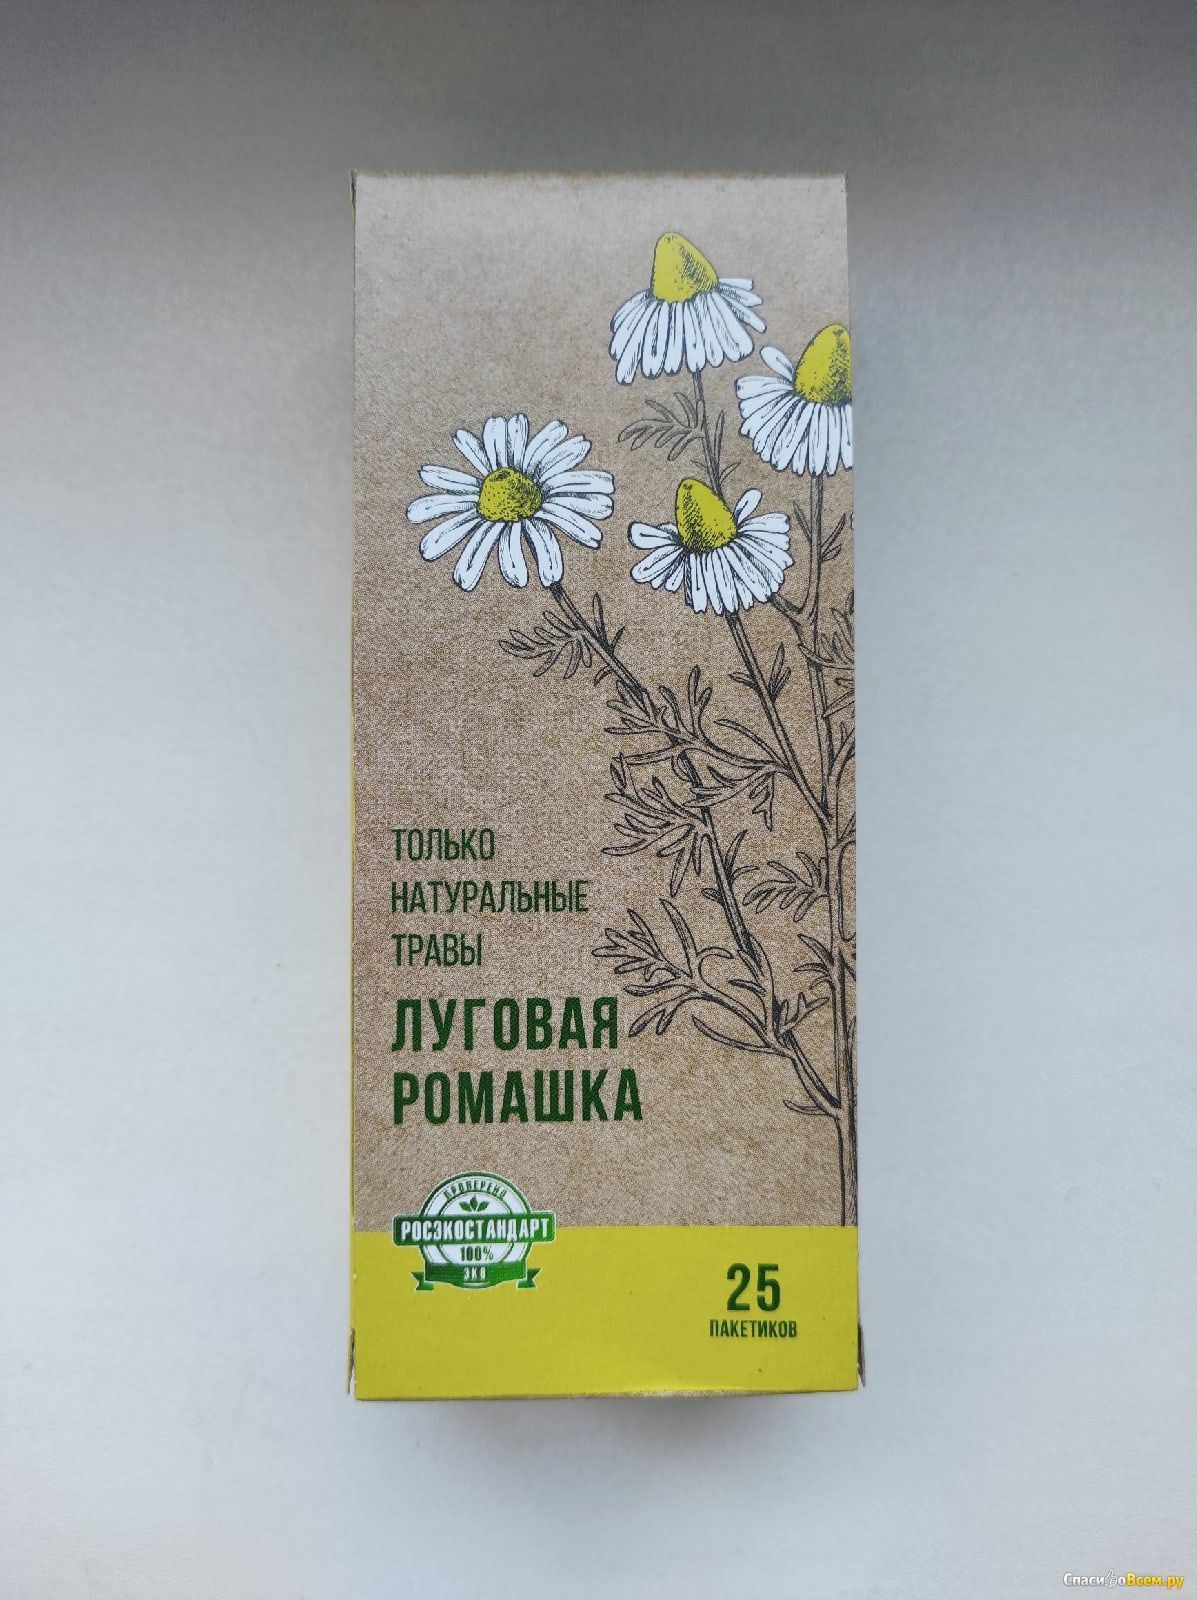 ТОЛЬКО
НАТУРАЛЬНЫЕ
ТРАВЫ
ЛУГОВАЯ
РОМАШКА
ПРОВЕРЕНО
РОСЭКОСТАНДАРТ
100%
ЭКО
25
ПАКЕТИКОВ
СпасибоВсем.ру